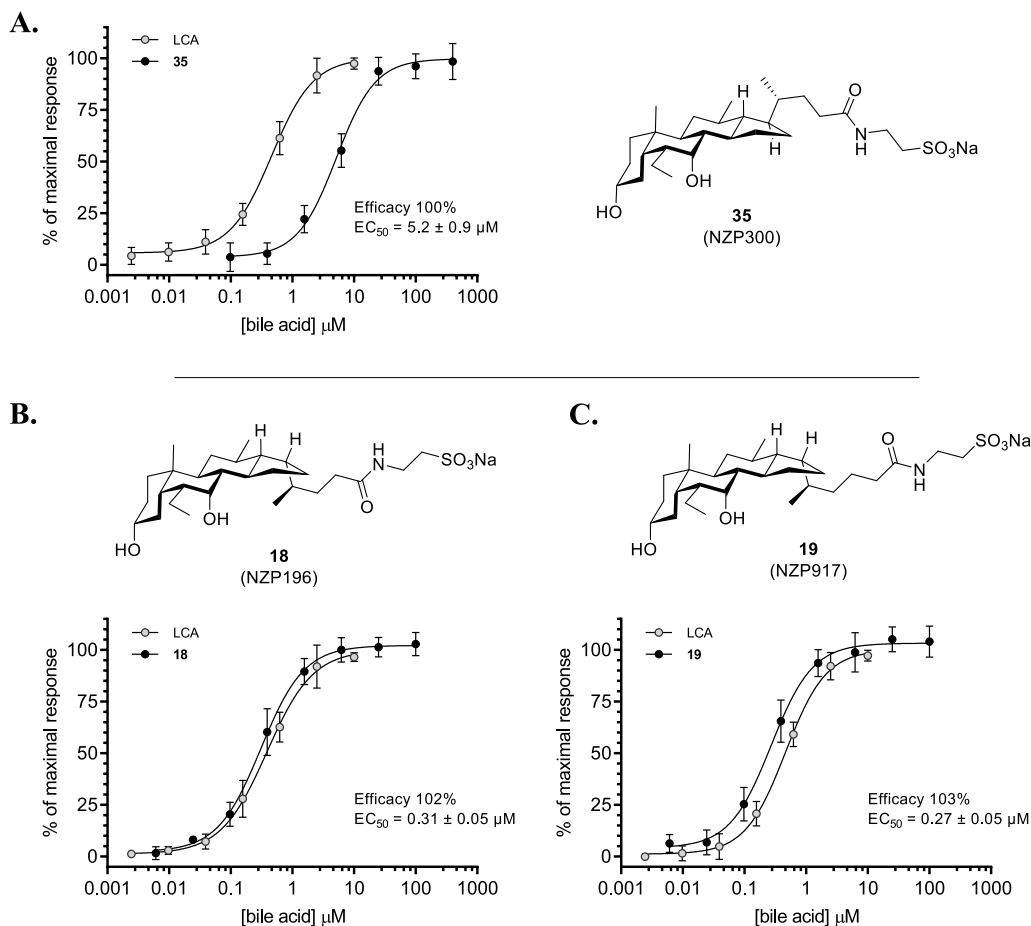 A.
LCA
35
% of maximal response
100
75
50
25
0
Efficacy 100%
EC50 = 5.2 ± 0.9 μM
0.001 0.01 0.1 1 10 100 1000
[bile acid] μM
H
O
N
H
SO3Na
H
OH
HO
35
(NZP300)
B.
H
H
H
N
SO3Na
O
OH
HO
18
(NZP196)
LCA
18
% of maximal response
100
75
50
25
0
Efficacy 102%
EC50 = 0.31 ± 0.05 μM
0.001 0.01 0.1 1 10 100 1000
[bile acid] μM
C.
H
H
O
N
H
SO3Na
OH
HO
19
(NZP917)
LCA
19
% of maximal response
100
75
50
25
0
Efficacy 103%
EC50 = 0.27 ± 0.05 μM
0.001 0.01 0.1 1 10 100 1000
[bile acid] μM